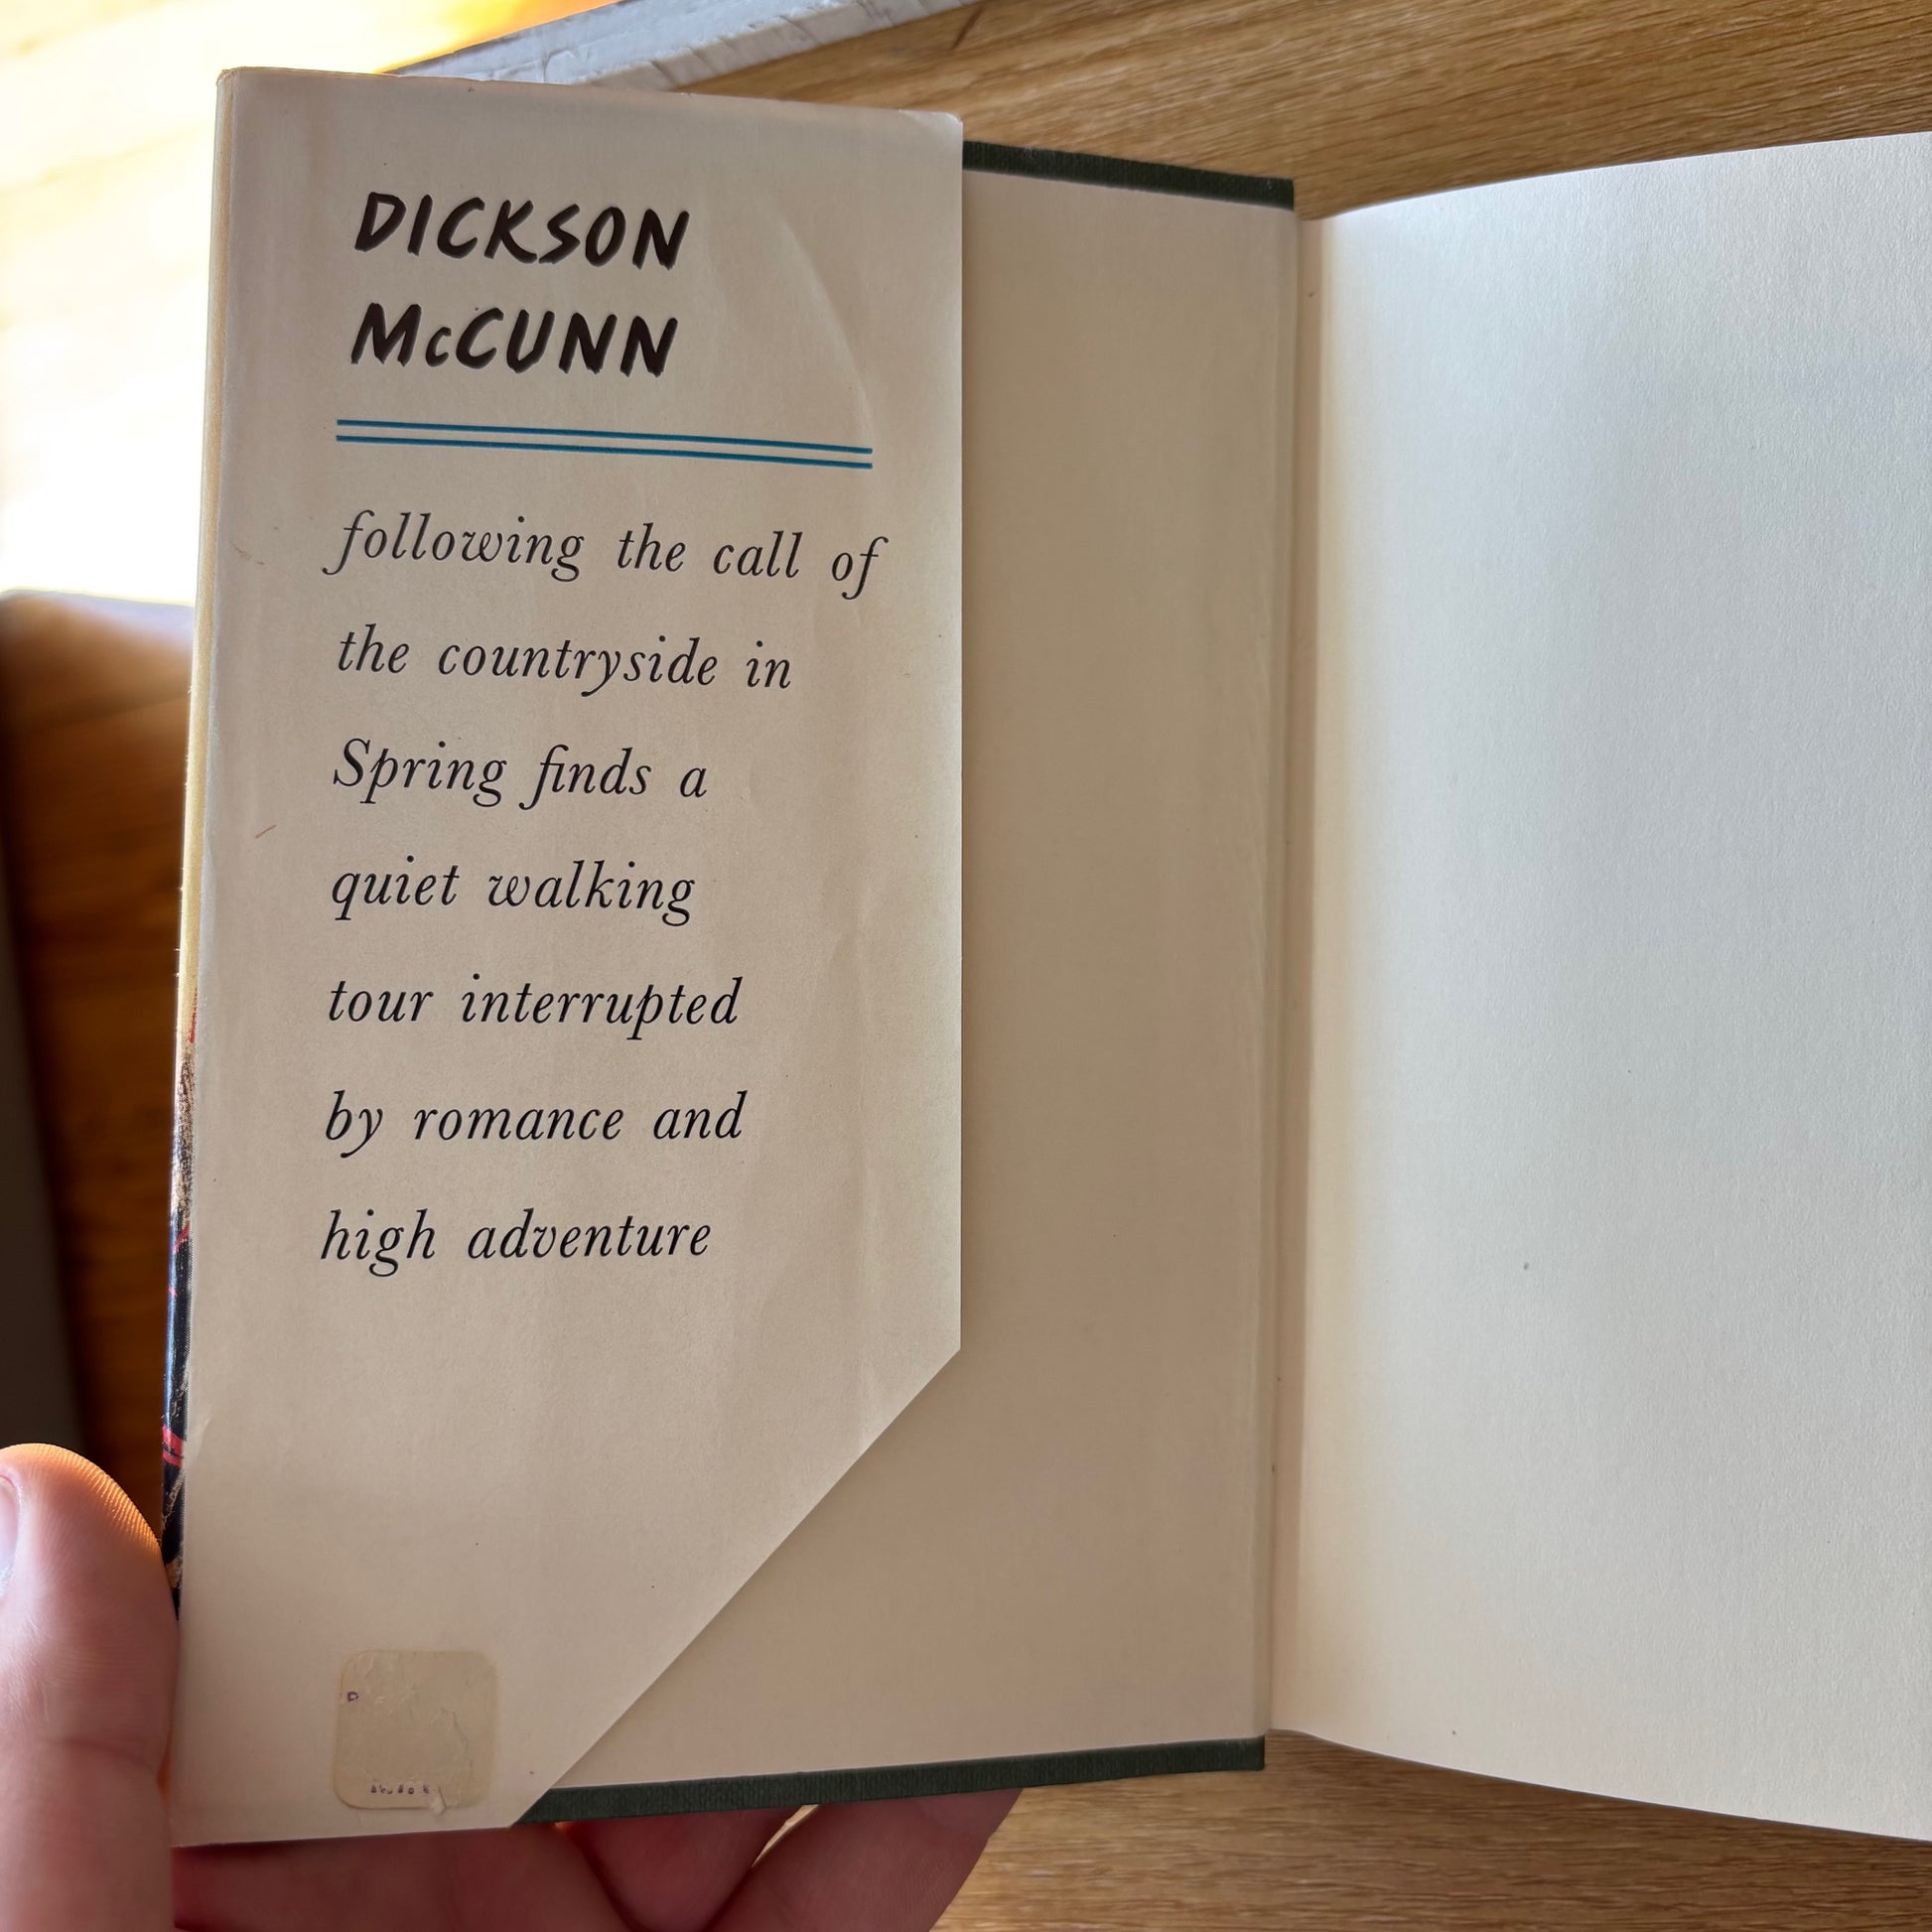 DICKSON
McCUNN
following the call of
the countryside in
Spring finds a
quiet walking
tour interrupted
by romance and
high adventure